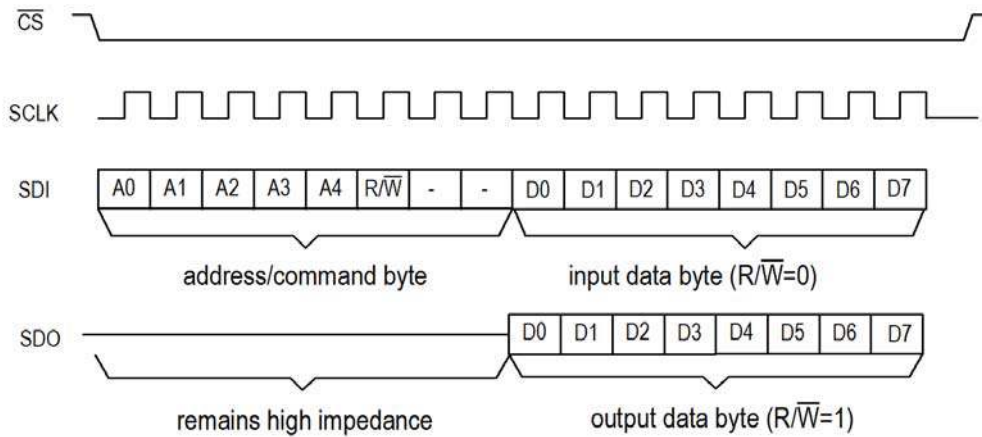 C̅S̅
SCLK
SDI A0 A1 A2 A3 A4 R/W̅ - - D0 D1 D2 D3 D4 D5 D6 D7
address/command byte input data byte (R/W̅=0)
SDO D0 D1 D2 D3 D4 D5 D6 D7
remains high impedance output data byte (R/W̅=1)